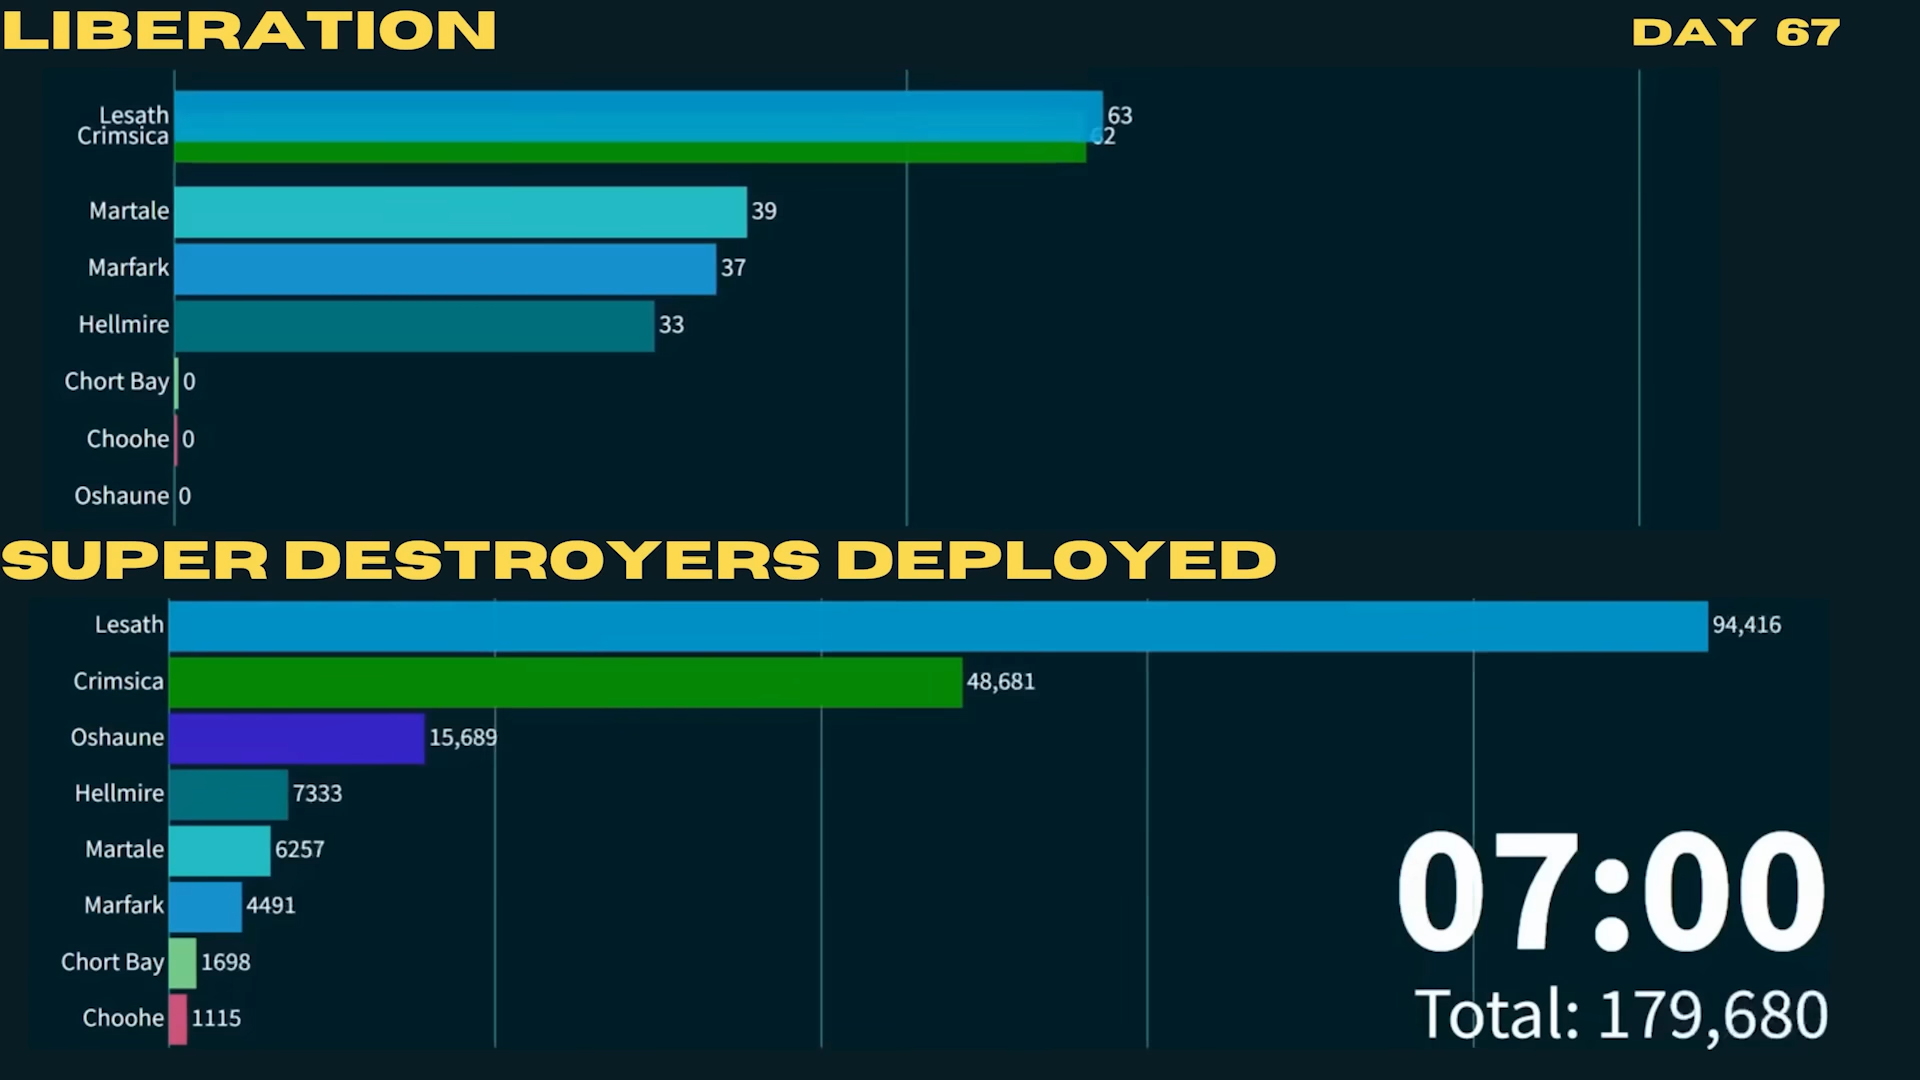 LIBERATION
DAY 67
Lesath 63
Crimsica 62
Martale 39
Marfark 37
Hellmire 33
Chort Bay 0
Choohe 0
Oshaune 0
SUPER DESTROYERS DEPLOYED
Lesath 94,416
Crimsica 48,681
Oshaune 15,689
Hellmire 7333
Martale 6257
Marfark 4491
Chort Bay 1698
Choohe 1115
07:00
Total: 179,680